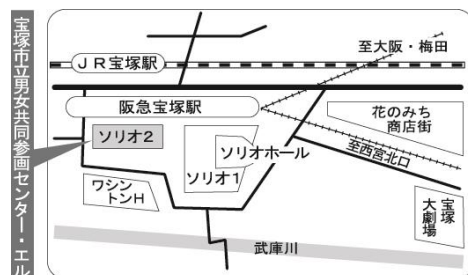 宝塚市立男女共同参画センター・エル
至大阪・梅田
ＪＲ宝塚駅
阪急宝塚駅
花のみち
商店街
ソリオ2
ソリオホール
ソリオ1
至西宮北口
ワシン
トンH
宝塚
大劇場
武庫川